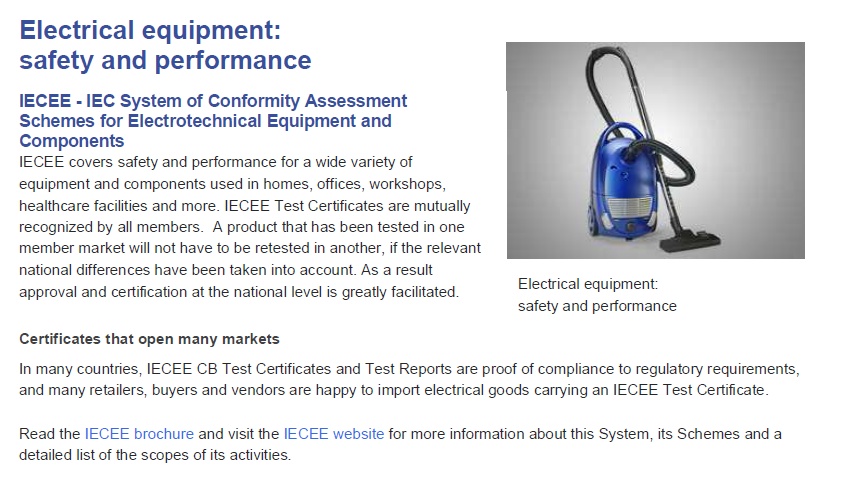 Electrical equipment:
safety and performance
IECEE - IEC System of Conformity Assessment
Schemes for Electrotechnical Equipment and
Components
IECEE covers safety and performance for a wide variety of
equipment and components used in homes, offices, workshops,
healthcare facilities and more. IECEE Test Certificates are mutually
recognized by all members.  A product that has been tested in one
member market will not have to be retested in another, if the relevant
national differences have been taken into account. As a result
approval and certification at the national level is greatly facilitated.
Electrical equipment:
safety and performance
Certificates that open many markets
In many countries, IECEE CB Test Certificates and Test Reports are proof of compliance to regulatory requirements,
and many retailers, buyers and vendors are happy to import electrical goods carrying an IECEE Test Certificate.
Read the IECEE brochure and visit the IECEE website for more information about this System, its Schemes and a
detailed list of the scopes of its activities.